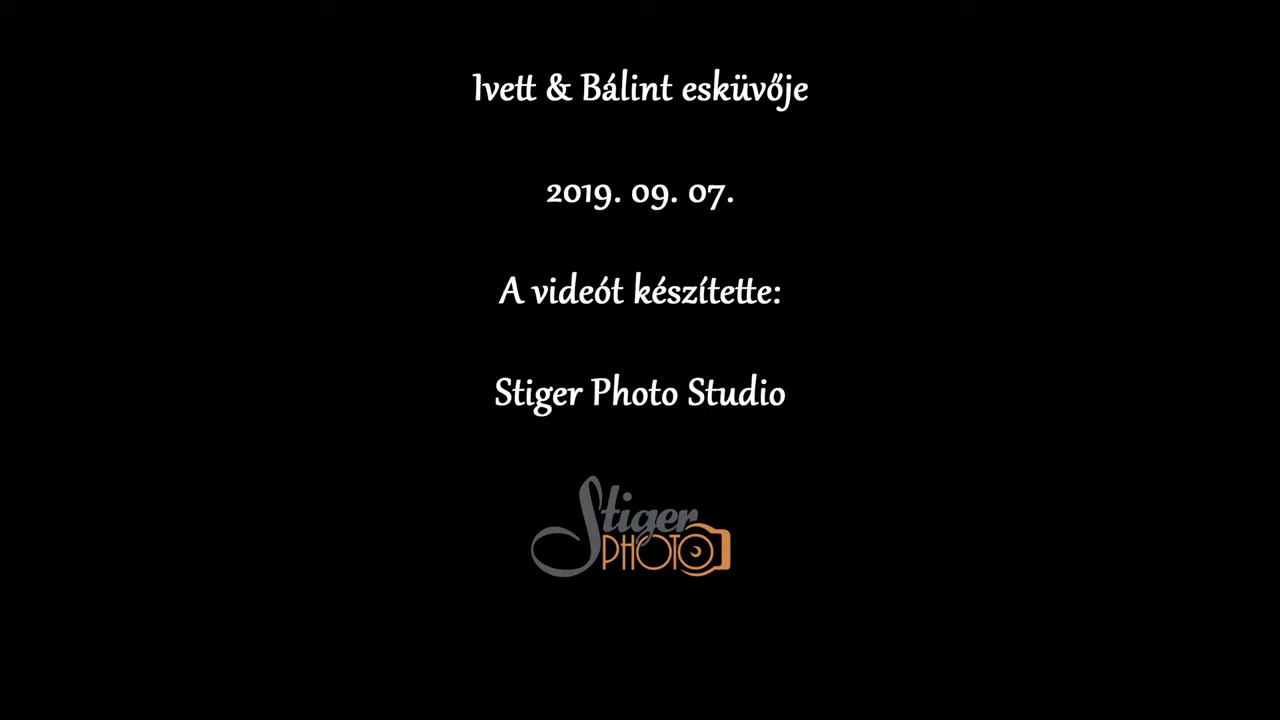 Ivett & Bálint esküvője
2019. 09. 07.
A videót készítette:
Stiger Photo Studio
Stiger
PHOTO